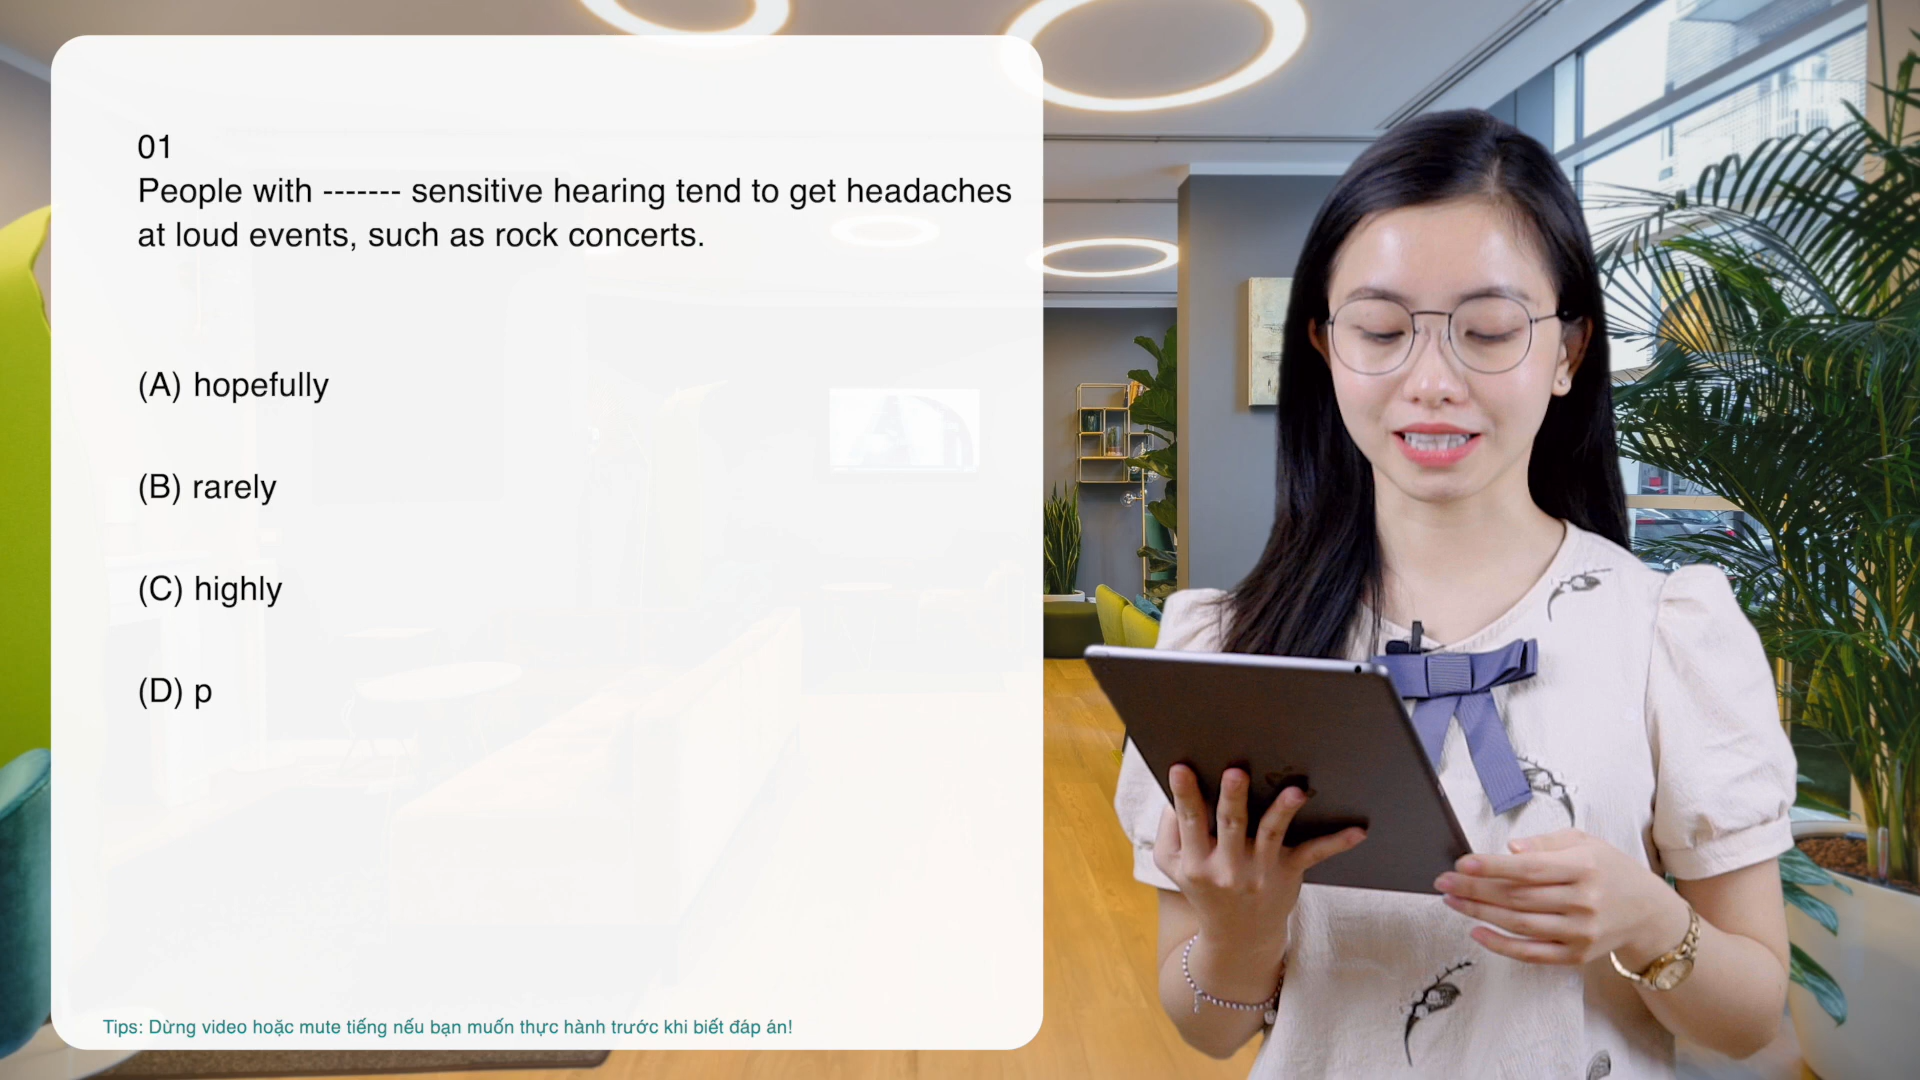 01
People with ------- sensitive hearing tend to get headaches
at loud events, such as rock concerts.
(A) hopefully
(B) rarely
(C) highly
(D) p
Tips: Dừng video hoặc mute tiếng nếu bạn muốn thực hành trước khi biết đáp án!